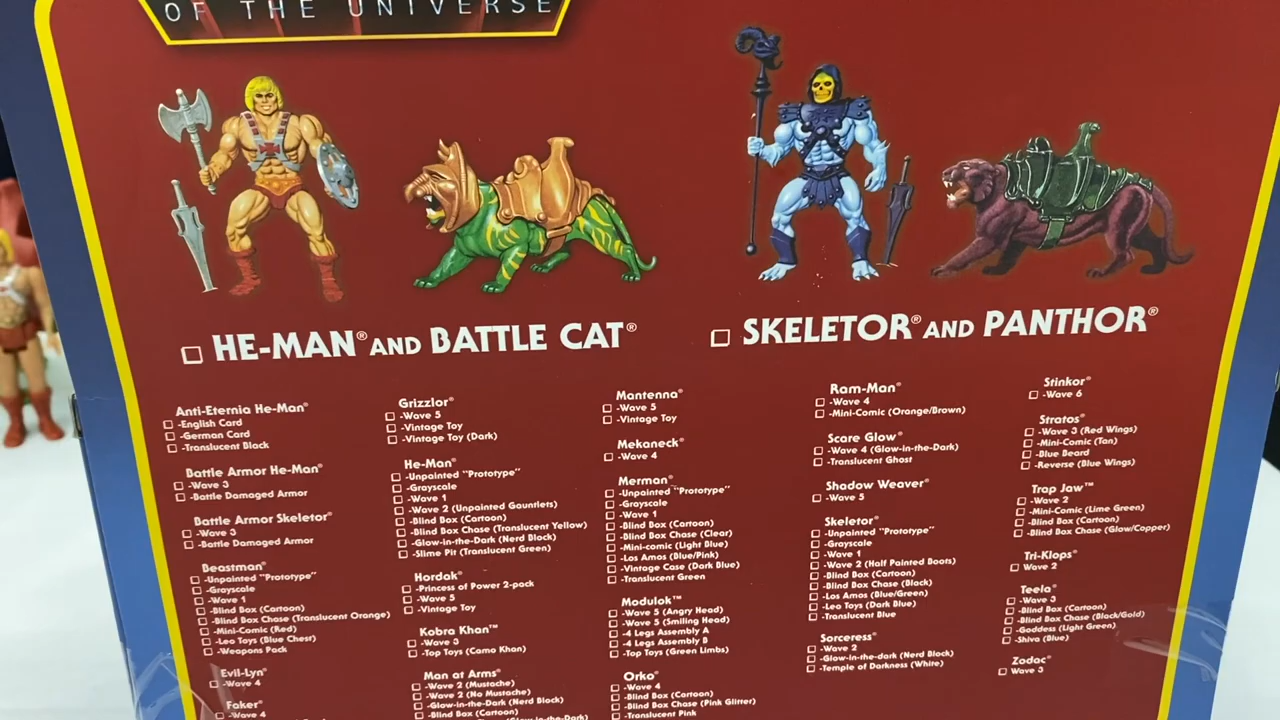 OF THE UNIVERSE
HE-MAN® AND BATTLE CAT®
SKELETOR® AND PANTHOR®
Anti-Eternia He-Man®
-English Card
-German Card
-Translucent Black
Battle Armor He-Man®
-Wave 3
-Battle Damaged Armor
Battle Armor Skeletor®
-Wave 3
-Battle Damaged Armor
Beastman®
-Unpainted "Prototype"
-Grayscale
-Wave 1
-Blind Box (Cartoon)
-Blind Box Chase (Translucent Orange)
-Mini-Comic (Red)
-Leo Toys (Blue Chest)
-Weapons Pack
Evil-Lyn®
-Wave 4
Faker®
-Wave 4
Grizzlor®
-Wave 5
-Vintage Toy
-Vintage Toy (Dark)
He-Man®
-Unpainted "Prototype"
-Grayscale
-Wave 1
-Wave 2 (Unpainted Gauntlets)
-Blind Box (Cartoon)
-Blind Box Chase (Translucent Yellow)
-Glow-in-the-Dark (Nerd Block)
-Slime Pit (Translucent Green)
Hordak®
-Princess of Power 2-pack
-Wave 5
-Vintage Toy
Kobra Khan™
-Wave 3
-Top Toys (Camo Khan)
Man at Arms®
-Wave 2 (Mustache)
-Wave 2 (No Mustache)
-Glow-in-the-Dark (Nerd Block)
-Blind Box (Cartoon)
Mantenna®
-Wave 5
-Vintage Toy
Mekaneck®
-Wave 4
Merman®
-Unpainted "Prototype"
-Grayscale
-Wave 1
-Blind Box (Cartoon)
-Blind Box Chase (Clear)
-Mini-comic (Light Blue)
-Los Amos (Blue/Pink)
-Vintage Case (Dark Blue)
-Translucent Green
Modulok™
-Wave 5 (Angry Head)
-Wave 5 (Smiling Head)
-4 Legs Assembly A
-4 Legs Assembly B
-Top Toys (Green Limbs)
Orko®
-Wave 4
-Blind Box (Cartoon)
-Blind Box Chase (Pink Glitter)
-Translucent Pink
Ram-Man®
-Wave 4
-Mini-Comic (Orange/Brown)
Scare Glow®
-Wave 4 (Glow-in-the-Dark)
-Translucent Ghost
Shadow Weaver®
-Wave 5
Skeletor®
-Unpainted "Prototype"
-Grayscale
-Wave 1
-Wave 2 (Half Painted Boots)
-Blind Box (Cartoon)
-Blind Box Chase (Black)
-Los Amos (Blue/Green)
-Leo Toys (Dark Blue)
-Translucent Blue
Sorceress®
-Wave 2
-Glow-in-the-dark (Nerd Block)
-Temple of Darkness (White)
Stinkor®
-Wave 6
Stratos®
-Wave 3 (Red Wings)
-Mini-Comic (Tan)
-Blue Beard
-Reverse (Blue Wings)
Trap Jaw™
-Wave 2
-Mini-Comic (Lime Green)
-Blind Box (Cartoon)
-Blind Box Chase (Glow/Copper)
Tri-Klops®
Wave 2
Teela®
-Wave 3
-Blind Box (Cartoon)
-Blind Box Chase (Black/Gold)
-Goddess (Light Green)
-Shiva (Blue)
Zodac®
Wave 3